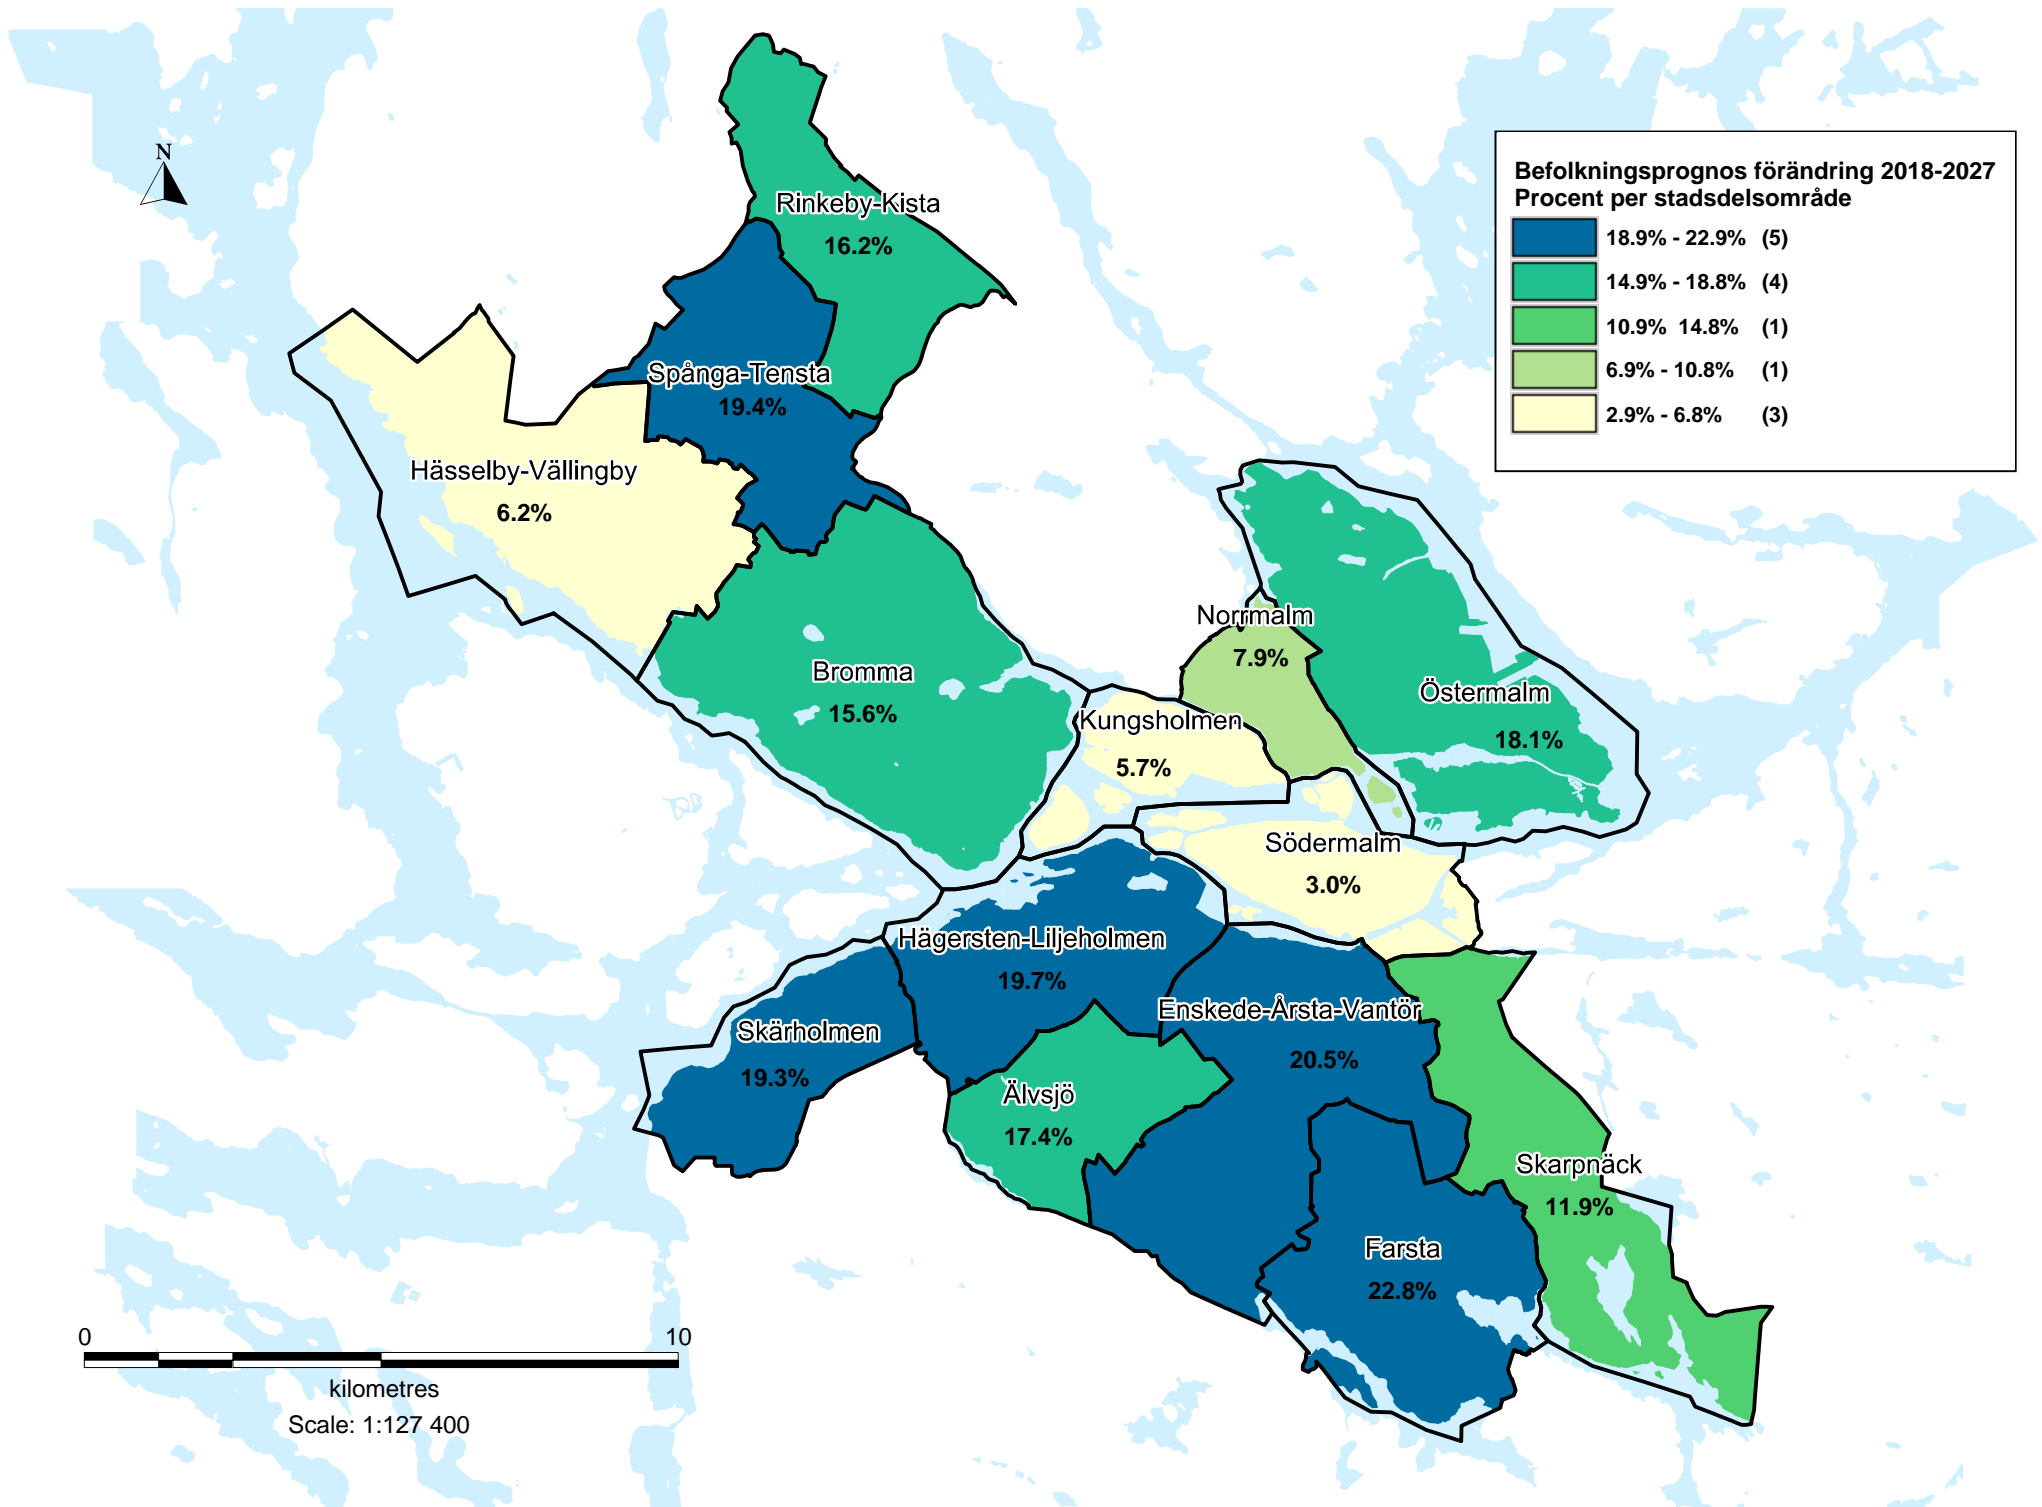 N
Befolkningsprognos förändring 2018-2027
Procent per stadsdelsområde
18.9% - 22.9% (5)
14.9% - 18.8% (4)
10.9% 14.8% (1)
6.9% - 10.8% (1)
2.9% - 6.8% (3)
Rinkeby-Kista
16.2%
Spånga-Tensta
19.4%
Hässelby-Vällingby
6.2%
Norrmalm
7.9%
Bromma
15.6%
Östermalm
18.1%
Kungsholmen
5.7%
Södermalm
3.0%
Hägersten-Liljeholmen
19.7%
Enskede-Årsta-Vantör
20.5%
Skärholmen
19.3%
Älvsjö
17.4%
Skarpnäck
11.9%
Farsta
22.8%
0 10
kilometres
Scale: 1:127 400